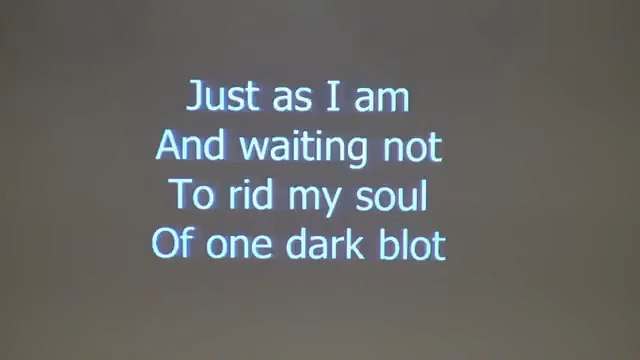 Just as I am
And waiting not
To rid my soul
Of one dark blot